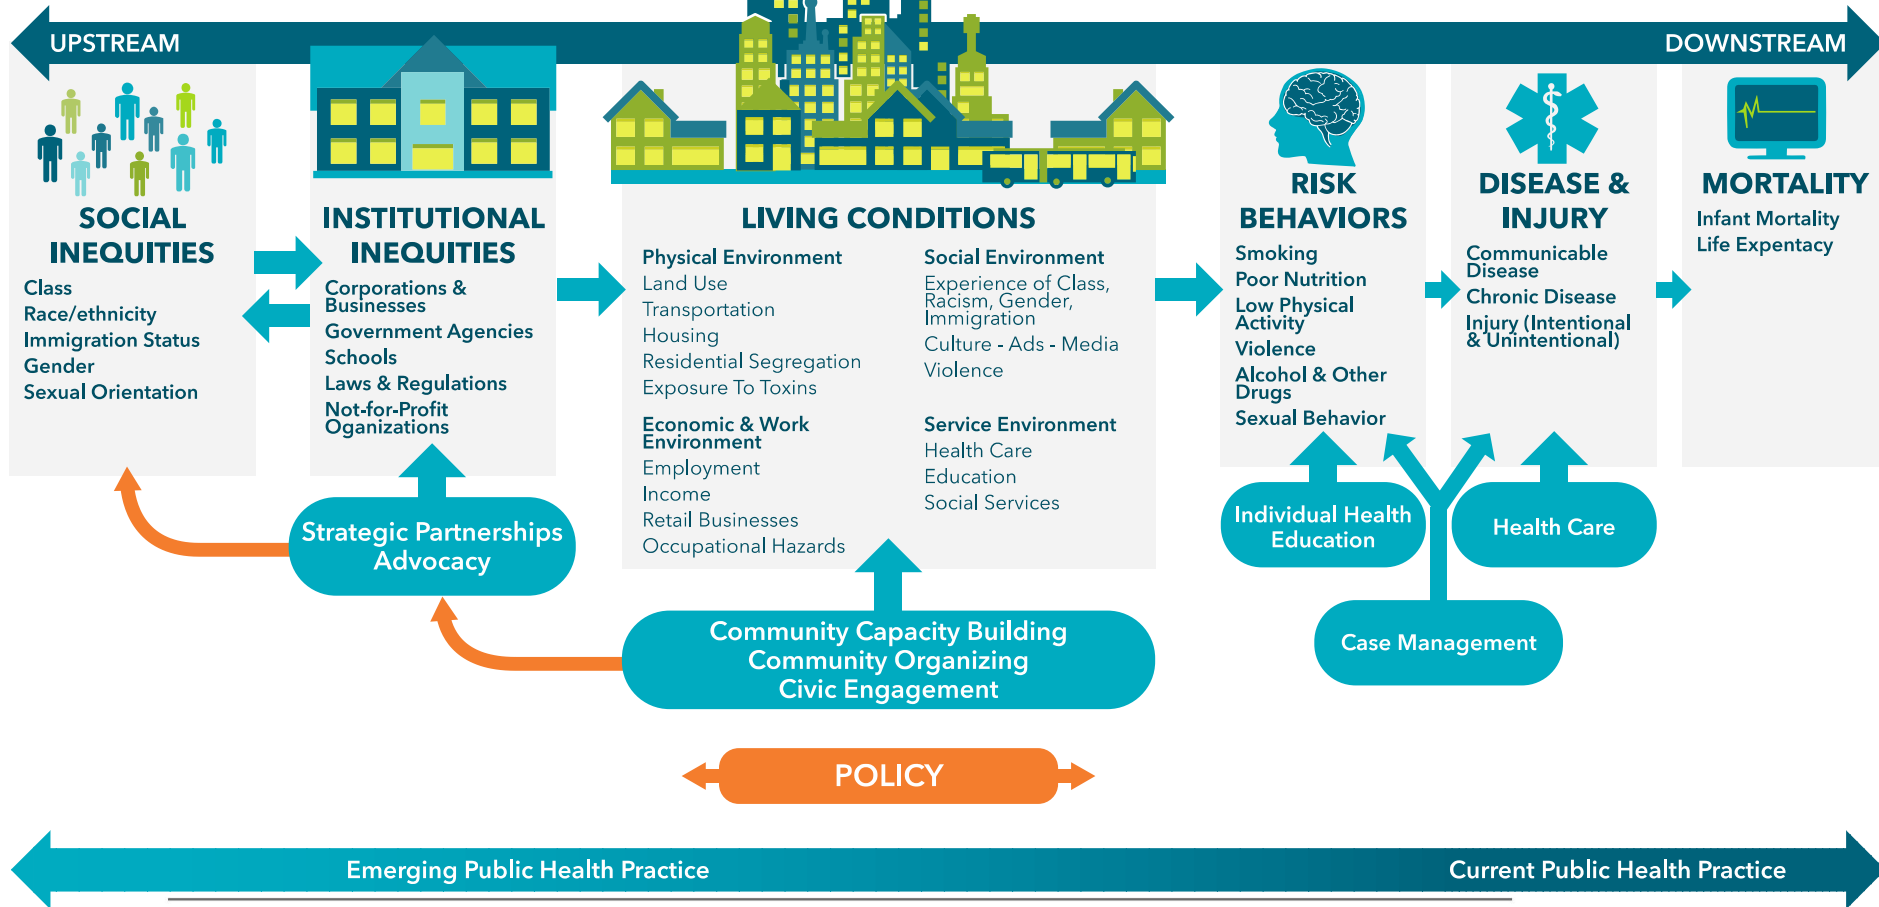 UPSTREAM
DOWNSTREAM
SOCIAL
INEQUITIES
Class
Race/ethnicity
Immigration Status
Gender
Sexual Orientation
INSTITUTIONAL
INEQUITIES
Corporations &
Businesses
Government Agencies
Schools
Laws & Regulations
Not-for-Profit
Oganizations
LIVING CONDITIONS
Physical Environment
Land Use
Transportation
Housing
Residential Segregation
Exposure To Toxins
Economic & Work
Environment
Employment
Income
Retail Businesses
Occupational Hazards
Social Environment
Experience of Class,
Racism, Gender,
Immigration
Culture - Ads - Media
Violence
Service Environment
Health Care
Education
Social Services
RISK
BEHAVIORS
Smoking
Poor Nutrition
Low Physical
Activity
Violence
Alcohol & Other
Drugs
Sexual Behavior
DISEASE &
INJURY
Communicable
Disease
Chronic Disease
Injury (Intentional
& Unintentional)
MORTALITY
Infant Mortality
Life Expentacy
Strategic Partnerships
Advocacy
Community Capacity Building
Community Organizing
Civic Engagement
Individual Health
Education
Health Care
Case Management
POLICY
Emerging Public Health Practice
Current Public Health Practice